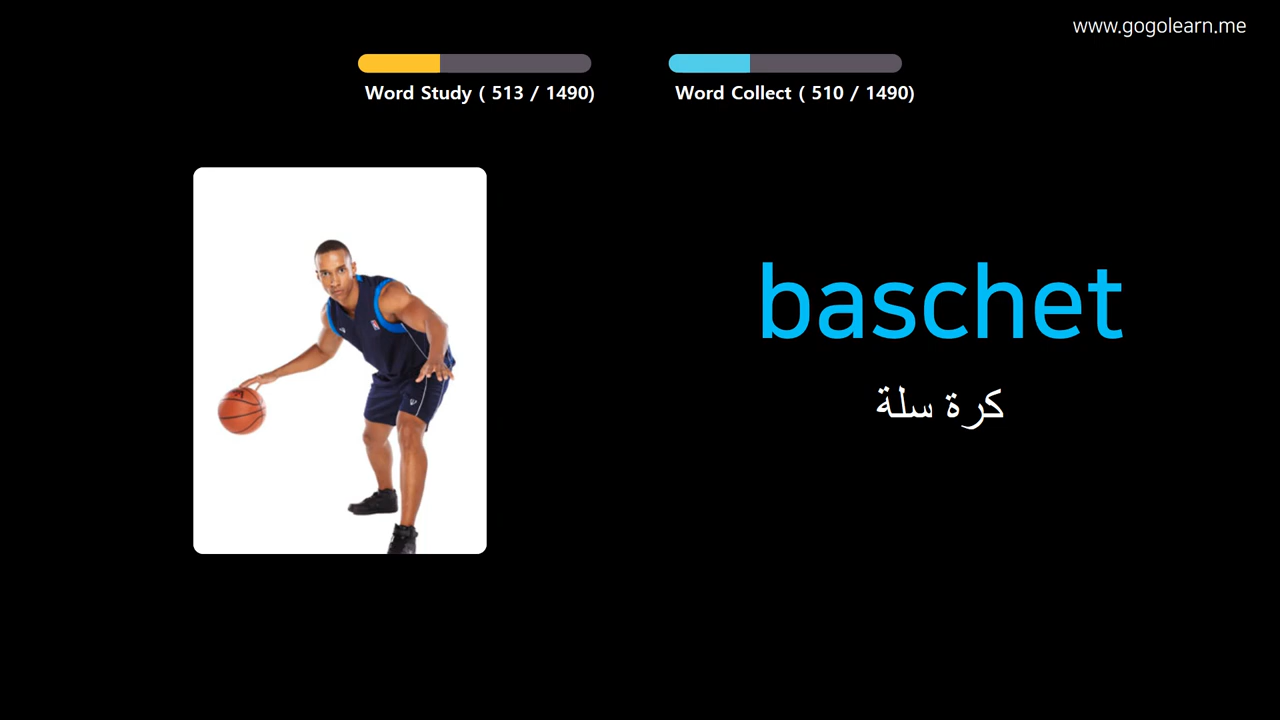 www.gogolearn.me
Word Study ( 513 / 1490)
Word Collect ( 510 / 1490)
baschet
كرة سلة